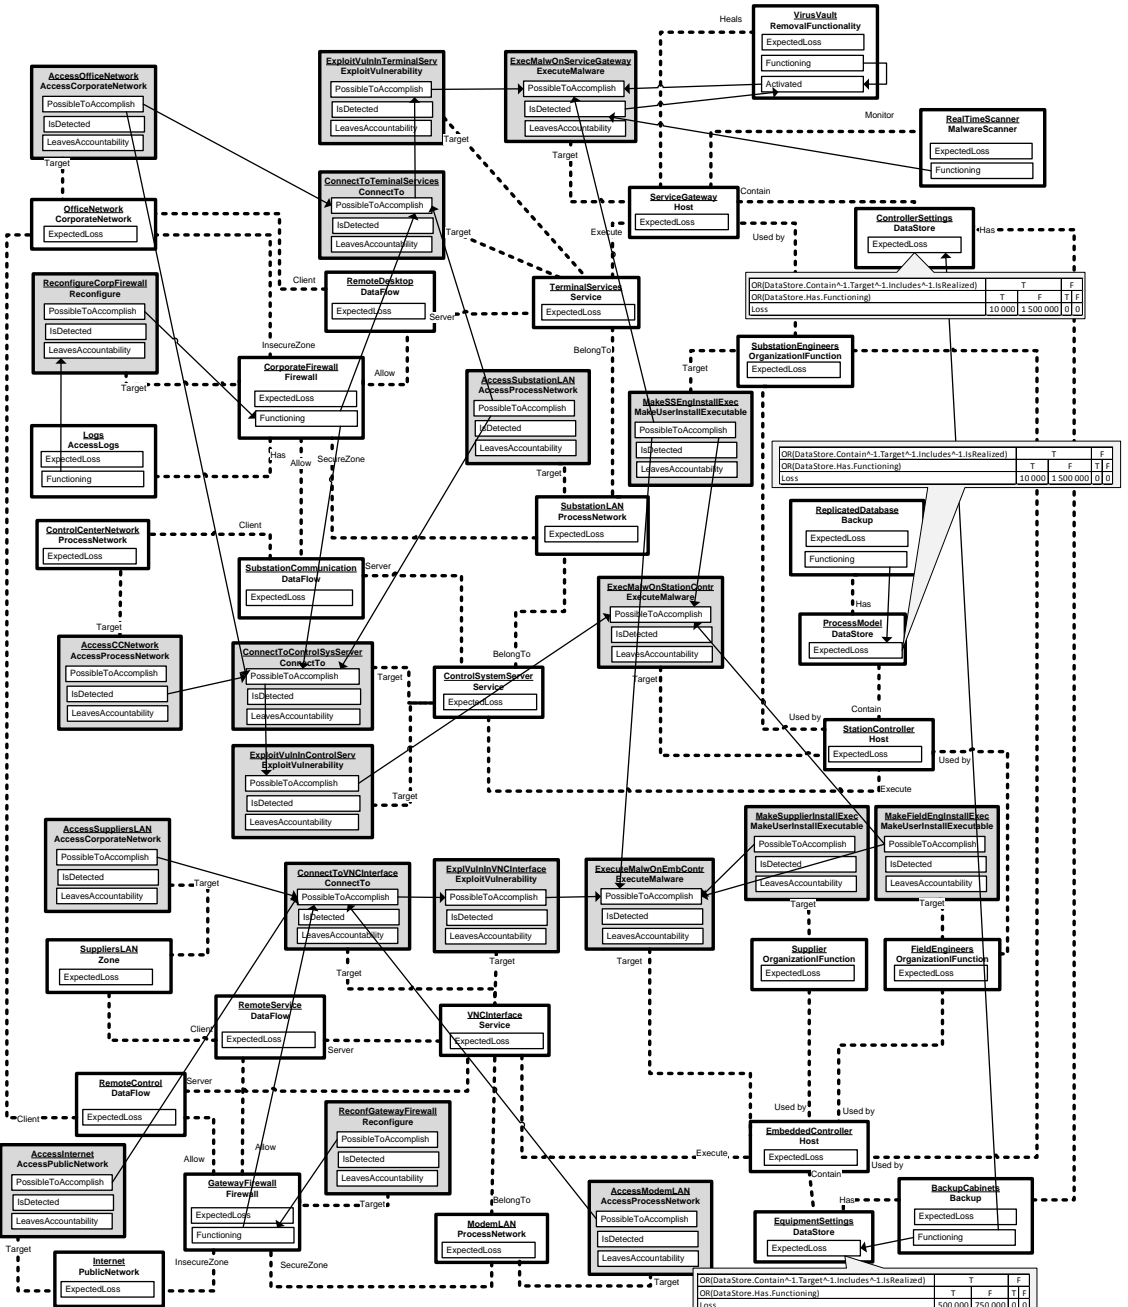 VirusVault
RemovalFunctionality
ExpectedLoss
Functioning
Activated
Heals
ExploitVulnInTerminalServ
ExploitVulnerability
PossibleToAccomplish
IsDetected
LeavesAccountability
ExecMalwOnServiceGateway
ExecuteMalware
PossibleToAccomplish
IsDetected
LeavesAccountability
AccessOfficeNetwork
AccessCorporateNetwork
PossibleToAccomplish
IsDetected
LeavesAccountability
Target
Target
Target
Monitor
RealTimeScanner
MalwareScanner
ExpectedLoss
Functioning
ConnectToTeminalServices
ConnectTo
PossibleToAccomplish
IsDetected
LeavesAccountability
Target
OfficeNetwork
CorporateNetwork
ExpectedLoss
ServiceGateway
Host
ExpectedLoss
Contain
Execute
Used by
ControllerSettings
DataStore
ExpectedLoss
Has
OR(DataStore.Contain^-1.Target^-1.Includes^-1.IsRealized) T F
OR(DataStore.Has.Functioning) T F T F
Loss 10 000 1 500 000 0 0
ReconfigureCorpFirewall
Reconfigure
PossibleToAccomplish
IsDetected
LeavesAccountability
Target
Client
RemoteDesktop
DataFlow
ExpectedLoss
Server
TerminalServices
Service
ExpectedLoss
BelongTo
InsecureZone
CorporateFirewall
Firewall
ExpectedLoss
Functioning
Allow
SubstationEngineers
OrganizationlFunction
ExpectedLoss
Target
AccessSubstationLAN
AccessProcessNetwork
PossibleToAccomplish
IsDetected
LeavesAccountability
Target
MakeSSEngInstallExec
MakeUserInstallExecutable
PossibleToAccomplish
IsDetected
LeavesAccountability
Logs
AccessLogs
ExpectedLoss
Functioning
Has
Allow
SecureZone
OR(DataStore.Contain^-1.Target^-1.Includes^-1.IsRealized) T F
OR(DataStore.Has.Functioning) T F T F
Loss 10 000 1 500 000 0 0
ControlCenterNetwork
ProcessNetwork
ExpectedLoss
Client
SubstationLAN
ProcessNetwork
ExpectedLoss
ReplicatedDatabase
Backup
ExpectedLoss
Functioning
Has
SubstationCommunication
DataFlow
ExpectedLoss
Server
ExecMalwOnStationContr
ExecuteMalware
PossibleToAccomplish
IsDetected
LeavesAccountability
Target
ProcessModel
DataStore
ExpectedLoss
Contain
Target
AccessCCNetwork
AccessProcessNetwork
PossibleToAccomplish
IsDetected
LeavesAccountability
ConnectToControlSysServer
ConnectTo
PossibleToAccomplish
IsDetected
LeavesAccountability
Target
BelongTo
ControlSystemServer
Service
ExpectedLoss
Used by
StationController
Host
ExpectedLoss
Used by
Execute
ExploitVulnInControlServ
ExploitVulnerability
PossibleToAccomplish
IsDetected
LeavesAccountability
Target
AccessSuppliersLAN
AccessCorporateNetwork
PossibleToAccomplish
IsDetected
LeavesAccountability
Target
MakeSupplierInstallExec
MakeUserInstallExecutable
PossibleToAccomplish
IsDetected
LeavesAccountability
Target
MakeFieldEngInstallExec
MakeUserInstallExecutable
PossibleToAccomplish
IsDetected
LeavesAccountability
Target
ConnectToVNCInterface
ConnectTo
PossibleToAccomplish
IsDetected
LeavesAccountability
Target
ExplVulnInVNCInterface
ExploitVulnerability
PossibleToAccomplish
IsDetected
LeavesAccountability
Target
ExecuteMalwOnEmbContr
ExecuteMalware
PossibleToAccomplish
IsDetected
LeavesAccountability
Target
SuppliersLAN
Zone
ExpectedLoss
Supplier
OrganizationlFunction
ExpectedLoss
FieldEngineers
OrganizationlFunction
ExpectedLoss
Client
RemoteService
DataFlow
ExpectedLoss
Server
VNCInterface
Service
ExpectedLoss
RemoteControl
DataFlow
ExpectedLoss
Server
Client
Used by
Used by
ReconfGatewayFirewall
Reconfigure
PossibleToAccomplish
IsDetected
LeavesAccountability
Target
EmbeddedController
Host
ExpectedLoss
Execute
Contain
Used by
AccessInternet
AccessPublicNetwork
PossibleToAccomplish
IsDetected
LeavesAccountability
Target
Allow
Allow
GatewayFirewall
Firewall
ExpectedLoss
Functioning
InsecureZone
SecureZone
BelongTo
ModemLAN
ProcessNetwork
ExpectedLoss
AccessModemLAN
AccessProcessNetwork
PossibleToAccomplish
IsDetected
LeavesAccountability
Target
Has
BackupCabinets
Backup
ExpectedLoss
Functioning
EquipmentSettings
DataStore
ExpectedLoss
Internet
PublicNetwork
ExpectedLoss
OR(DataStore.Contain^-1.Target^-1.Includes^-1.IsRealized) T F
OR(DataStore.Has.Functioning) T F T F
Loss 500 000 750 000 0 0